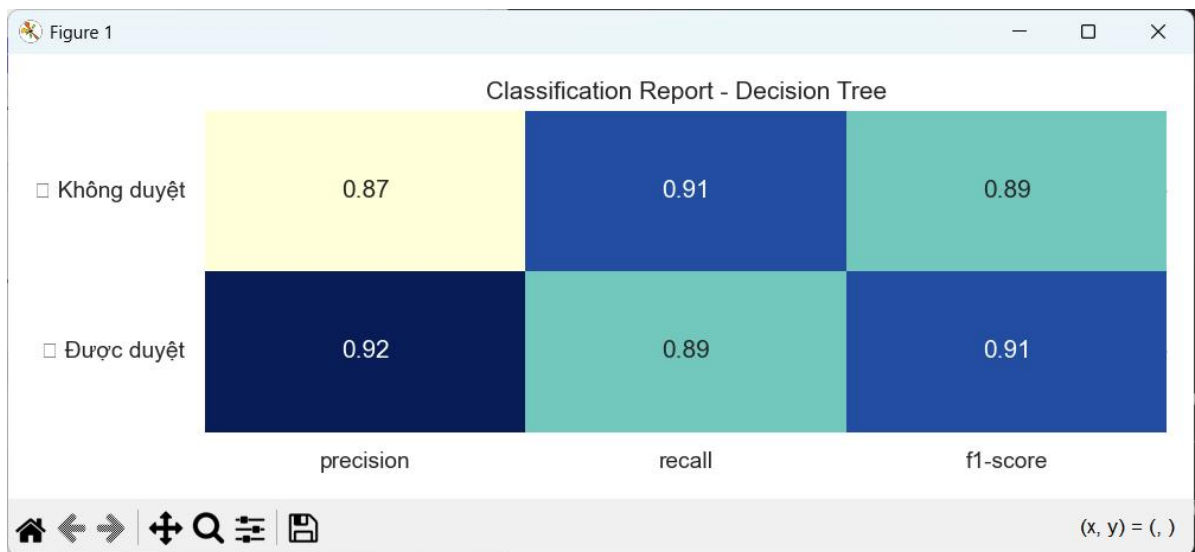 Figure 1
Classification Report - Decision Tree
□ Không duyệt 0.87 0.91 0.89
□ Được duyệt 0.92 0.89 0.91
precision recall f1-score
(x, y) = (, )